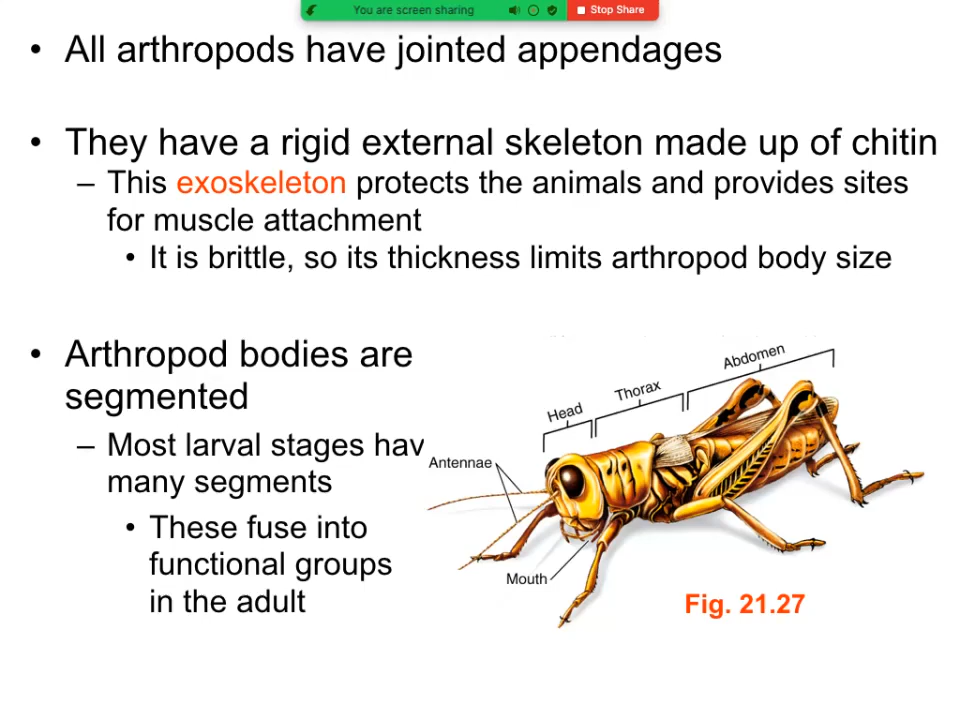 You are screen sharing
Stop Share
• All arthropods have jointed appendages
• They have a rigid external skeleton made up of chitin
– This exoskeleton protects the animals and provides sites
for muscle attachment
• It is brittle, so its thickness limits arthropod body size
• Arthropod bodies are
segmented
– Most larval stages hav
many segments
• These fuse into
functional groups
in the adult
Head
Thorax
Abdomen
Antennae
Mouth
Fig. 21.27